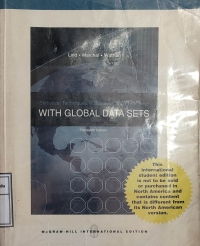 Lind • Marchal • Wathen
WITH GLOBAL DATA SETS
This
International
student edition
is not to be sold
or purchased in
North America and
contains content
that is different from
its North American
version.
McGRAW-HILL INTERNATIONAL EDITION